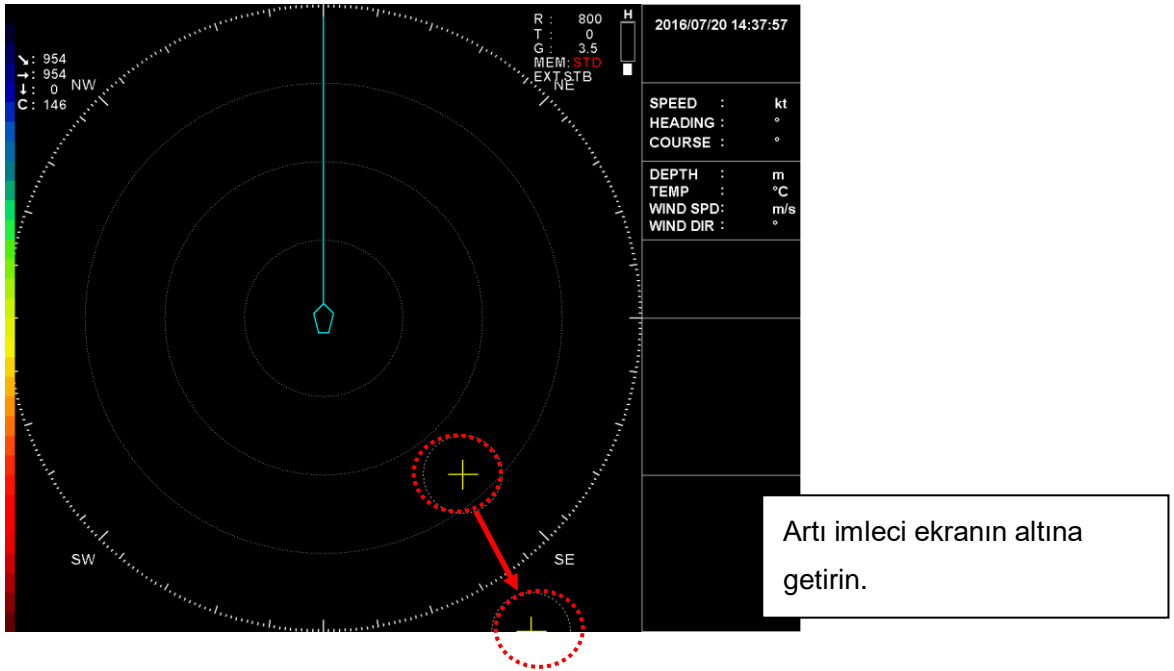 ↘: 954
→: 954
↓: 0
C: 146
NW
R : 800
T : 0
G : 3.5
MEM: STD
EXT.STB
NE
H
2016/07/20 14:37:57
SPEED : kt
HEADING : °
COURSE : °
DEPTH : m
TEMP : °C
WIND SPD: m/s
WIND DIR : °
SW
SE
Artı imleci ekranın altına
getirin.